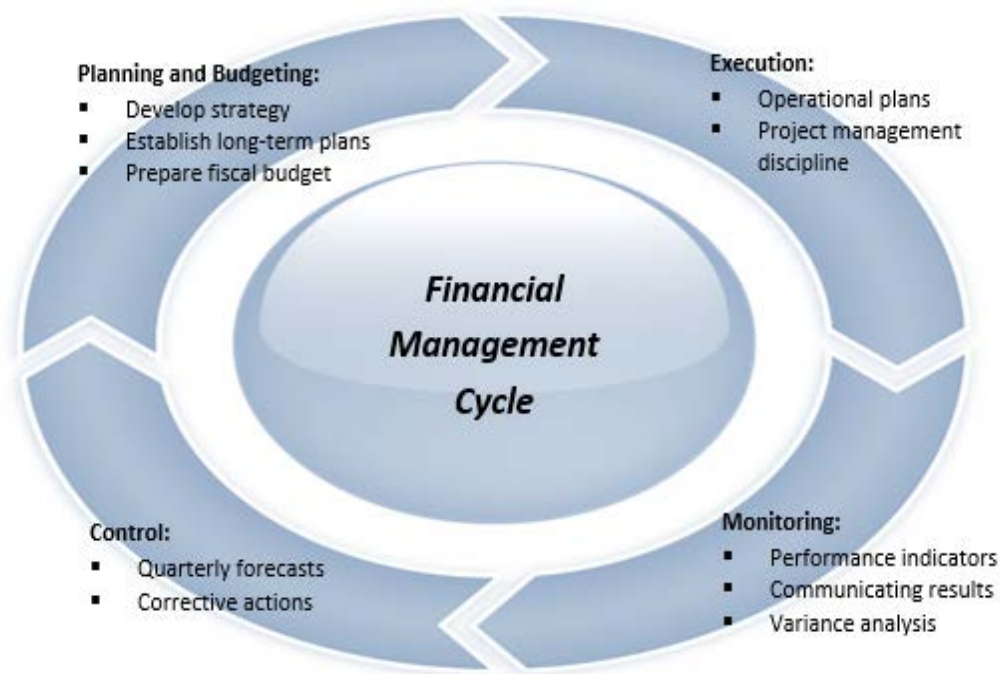 Planning and Budgeting:
▪ Develop strategy
▪ Establish long-term plans
▪ Prepare fiscal budget
Execution:
▪ Operational plans
▪ Project management
discipline
Financial
Management
Cycle
Control:
▪ Quarterly forecasts
▪ Corrective actions
Monitoring:
▪ Performance indicators
▪ Communicating results
▪ Variance analysis